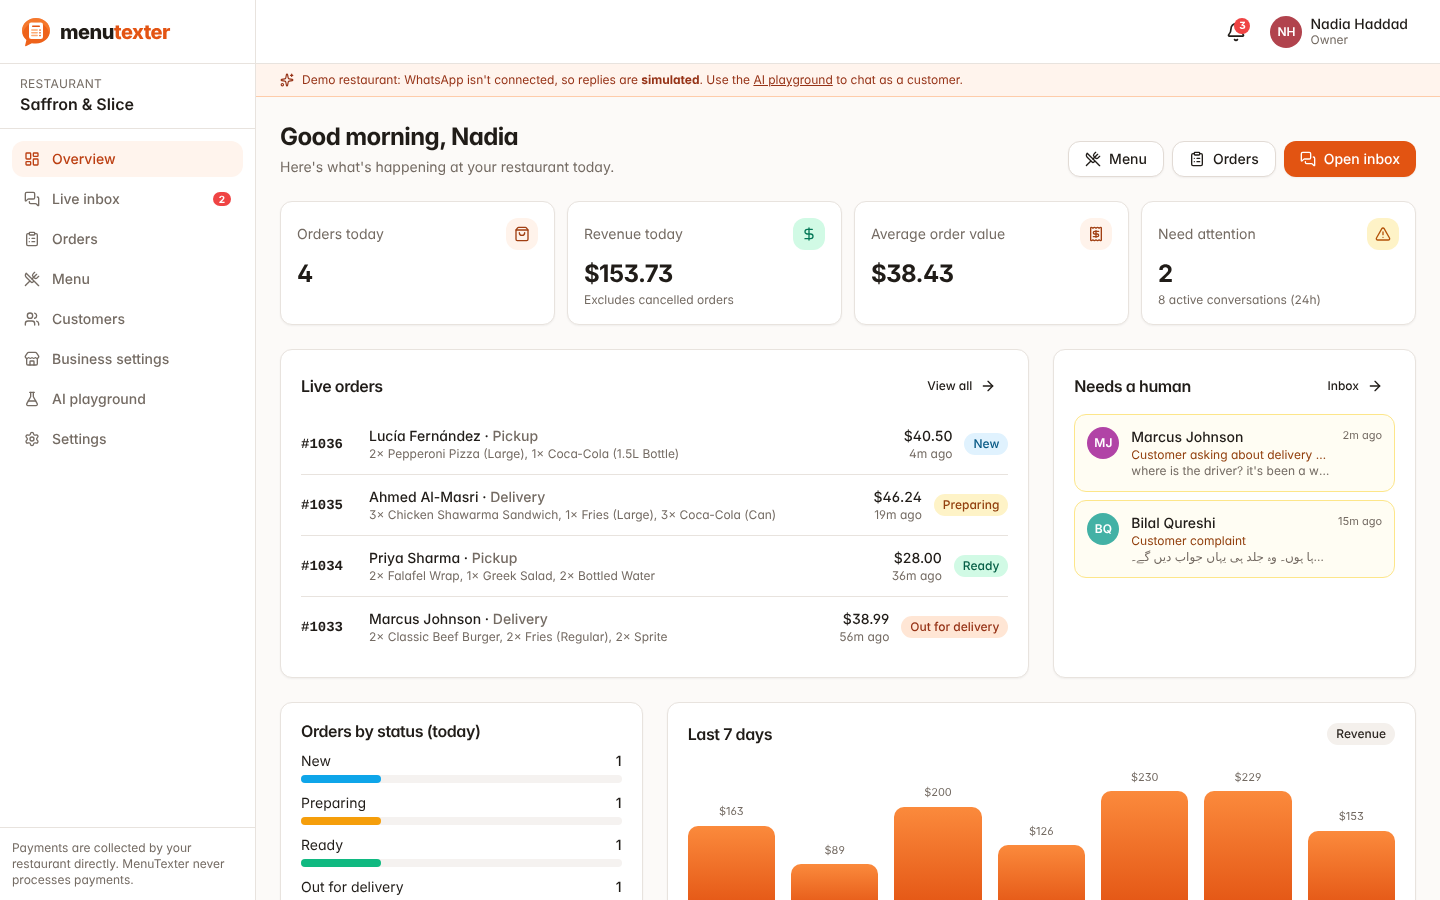 menutexter
3
NH
Nadia Haddad
Owner
RESTAURANT
Saffron & Slice
Demo restaurant: WhatsApp isn't connected, so replies are simulated. Use the AI playground to chat as a customer.
Overview
Live inbox
2
Orders
Menu
Customers
Business settings
AI playground
Settings
Payments are collected by your
restaurant directly. MenuTexter never
processes payments.
Good morning, Nadia
Here's what's happening at your restaurant today.
Menu
Orders
Open inbox
Orders today
4
Revenue today
$153.73
Excludes cancelled orders
Average order value
$38.43
Need attention
2
8 active conversations (24h)
Live orders
View all
#1036
Lucía Fernández · Pickup
2× Pepperoni Pizza (Large), 1× Coca-Cola (1.5L Bottle)
$40.50
4m ago
New
#1035
Ahmed Al-Masri · Delivery
3× Chicken Shawarma Sandwich, 1× Fries (Large), 3× Coca-Cola (Can)
$46.24
19m ago
Preparing
#1034
Priya Sharma · Pickup
2× Falafel Wrap, 1× Greek Salad, 2× Bottled Water
$28.00
36m ago
Ready
#1033
Marcus Johnson · Delivery
2× Classic Beef Burger, 2× Fries (Regular), 2× Sprite
$38.99
56m ago
Out for delivery
Needs a human
Inbox
MJ
Marcus Johnson
2m ago
Customer asking about delivery ...
where is the driver? it's been a w...
BQ
Bilal Qureshi
15m ago
Customer complaint
...ہا ہوں۔ وہ جلد ہی یہاں جواب دیں گے۔
Orders by status (today)
New
1
Preparing
1
Ready
1
Out for delivery
1
Last 7 days
Revenue
$163
$89
$200
$126
$230
$229
$153